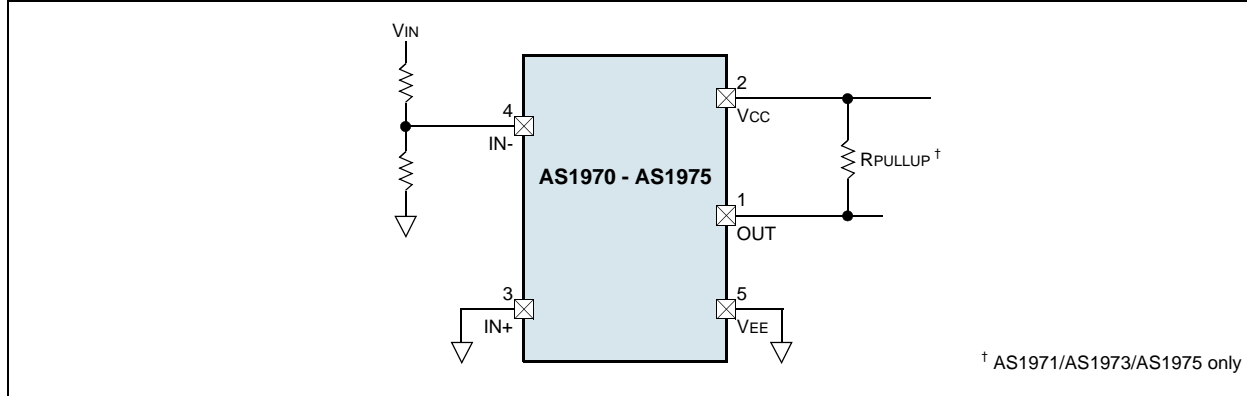 VIN
2
VCC
4
IN-
RPULLUP †
AS1970 - AS1975
1
OUT
3
IN+
5
VEE
† AS1971/AS1973/AS1975 only